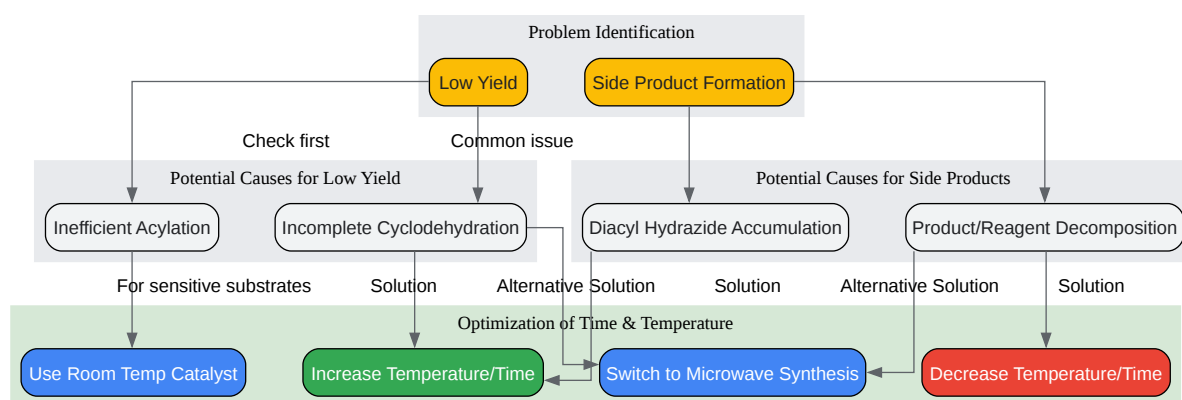 Problem Identification
Low Yield
Side Product Formation
Check first
Common issue
Potential Causes for Low Yield
Potential Causes for Side Products
Inefficient Acylation
Incomplete Cyclodehydration
Diacyl Hydrazide Accumulation
Product/Reagent Decomposition
For sensitive substrates
Solution
Alternative Solution
Solution
Alternative Solution
Solution
Optimization of Time & Temperature
Use Room Temp Catalyst
Increase Temperature/Time
Switch to Microwave Synthesis
Decrease Temperature/Time